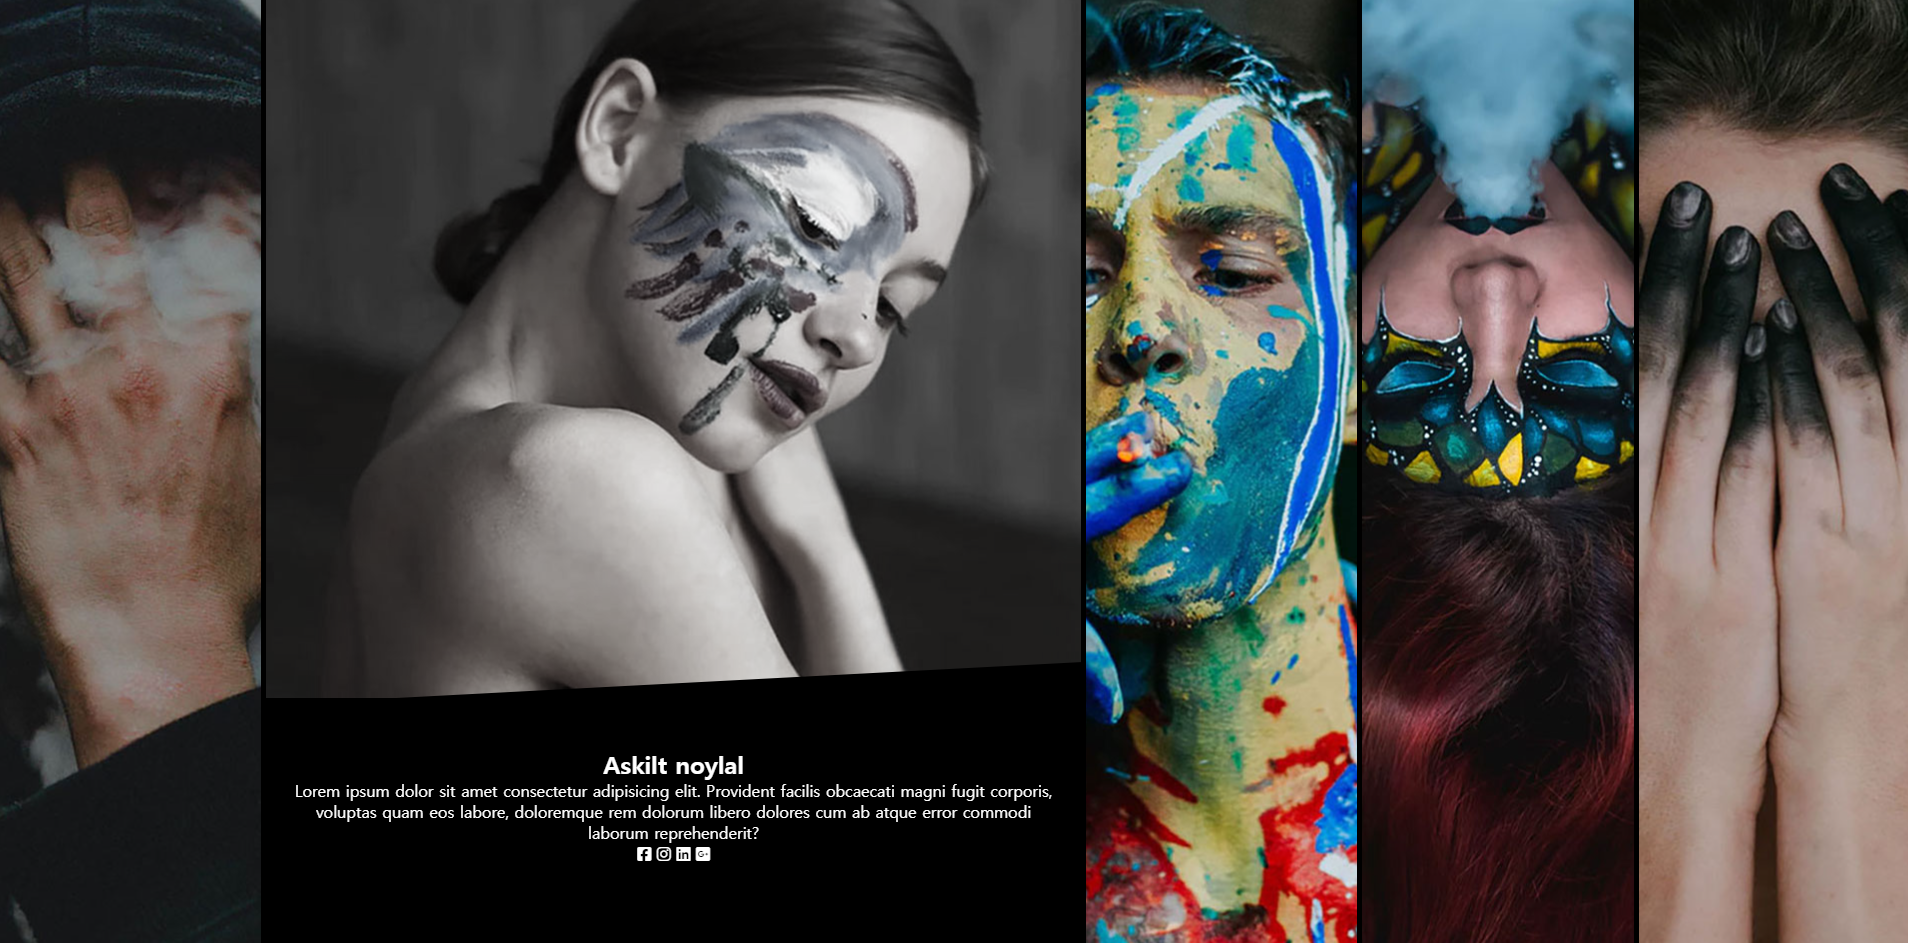 Askilt noylal
Lorem ipsum dolor sit amet consectetur adipisicing elit. Provident facilis obcaecati magni fugit corporis,
voluptas quam eos labore, doloremque rem dolorum libero dolores cum ab atque error commodi
laborum reprehenderit?